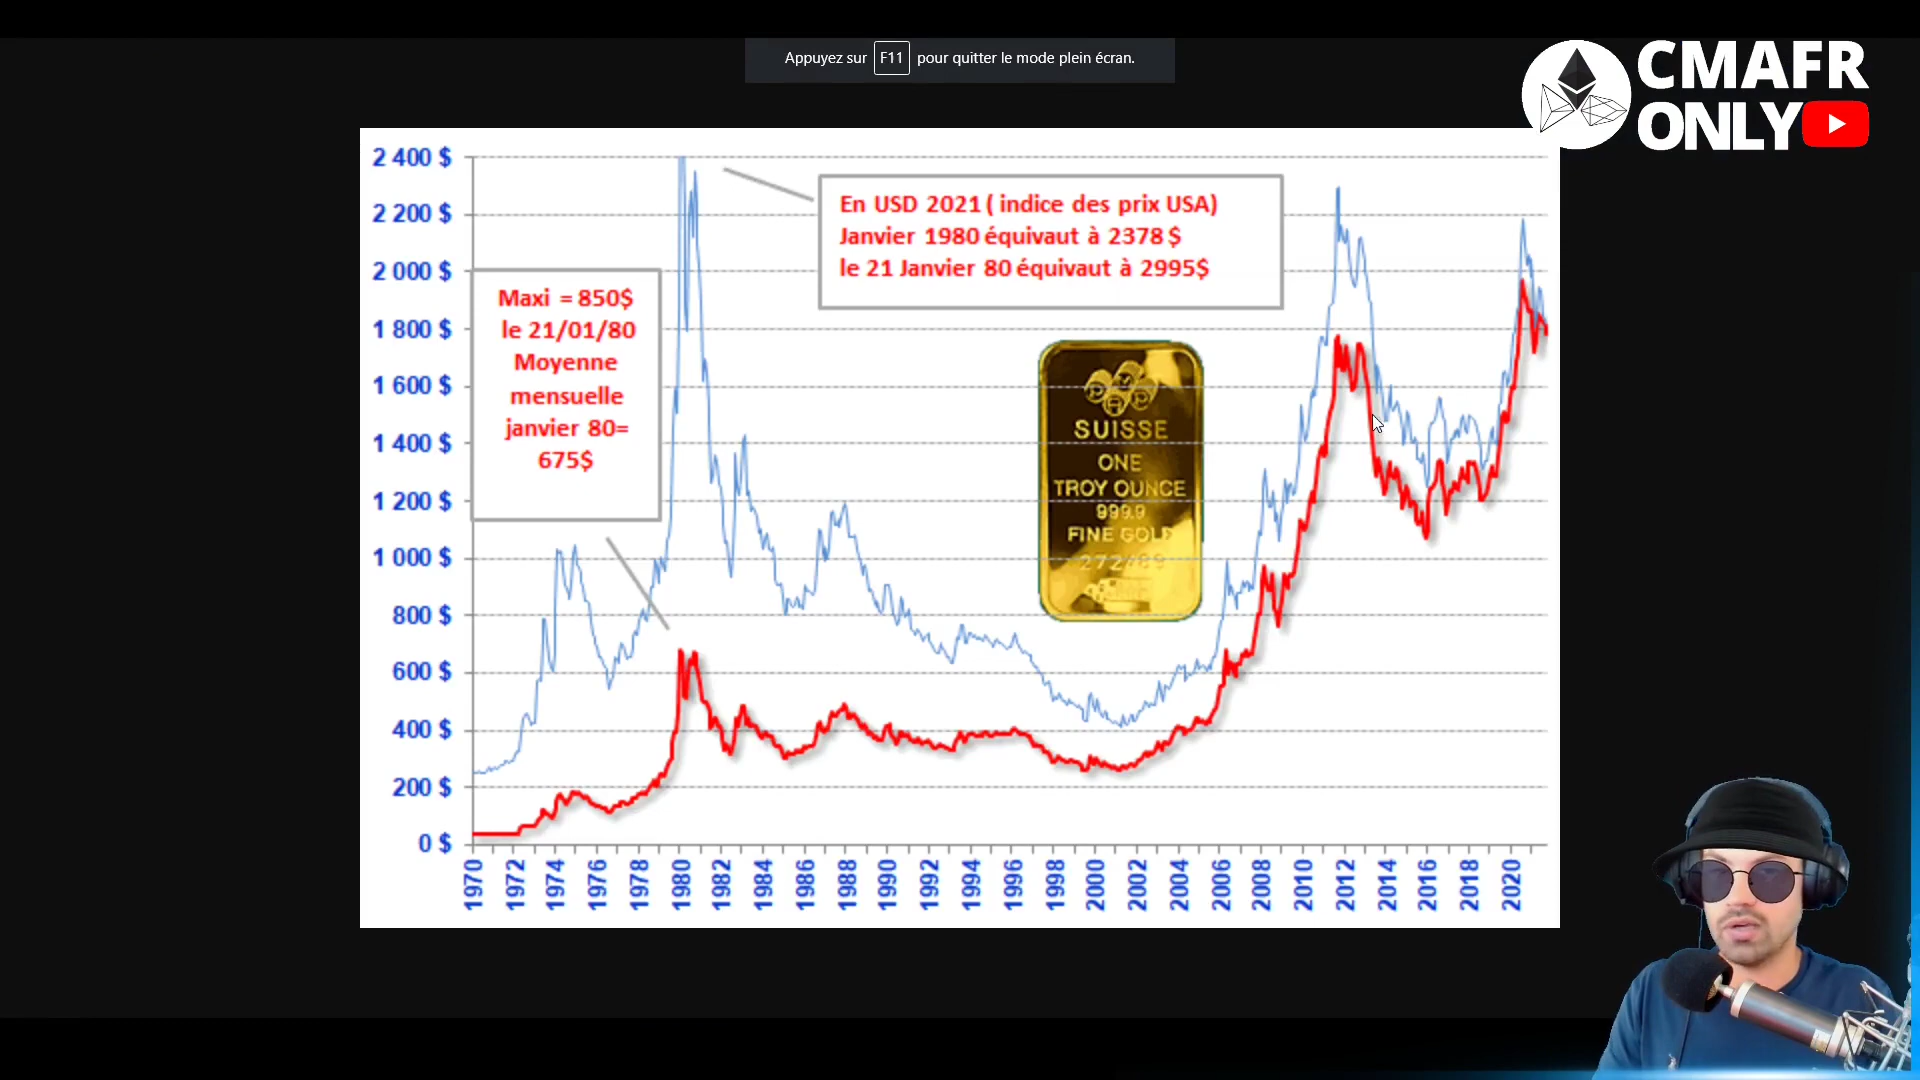 Appuyez sur F11 pour quitter le mode plein écran.
CMAFR
ONLY
2 400 $
2 200 $
2 000 $
1 800 $
1 600 $
1 400 $
1 200 $
1 000 $
800 $
600 $
400 $
200 $
0 $
En USD 2021 ( indice des prix USA)
Janvier 1980 équivaut à 2378 $
le 21 Janvier 80 équivaut à 2995$
Maxi = 850$
le 21/01/80
Moyenne
mensuelle
janvier 80=
675$
SUISSE
ONE
TROY OUNCE
999.9
FINE GOLD
1970
1972
1974
1976
1978
1980
1982
1984
1986
1988
1990
1992
1994
1996
1998
2000
2002
2004
2006
2008
2010
2012
2014
2016
2018
2020